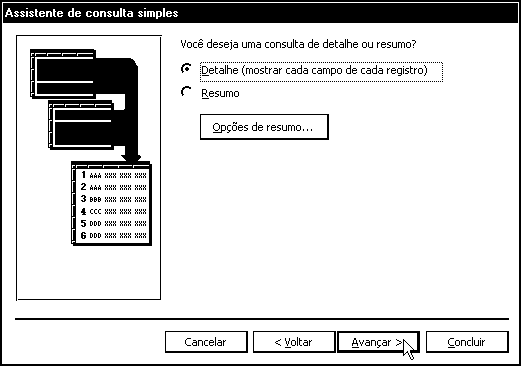 Assistente de consulta simples
Você deseja uma consulta de detalhe ou resumo?
Detalhe (mostrar cada campo de cada registro)
Resumo
Opções de resumo...
1 AAA XXX XXX XXX
2 AAA XXX XXX XXX
3 BBB XXX XXX XXX
4 CCC XXX XXX XXX
5 DDD XXX XXX XXX
6 DDD XXX XXX XXX
Cancelar
< Voltar
Avançar >
Concluir